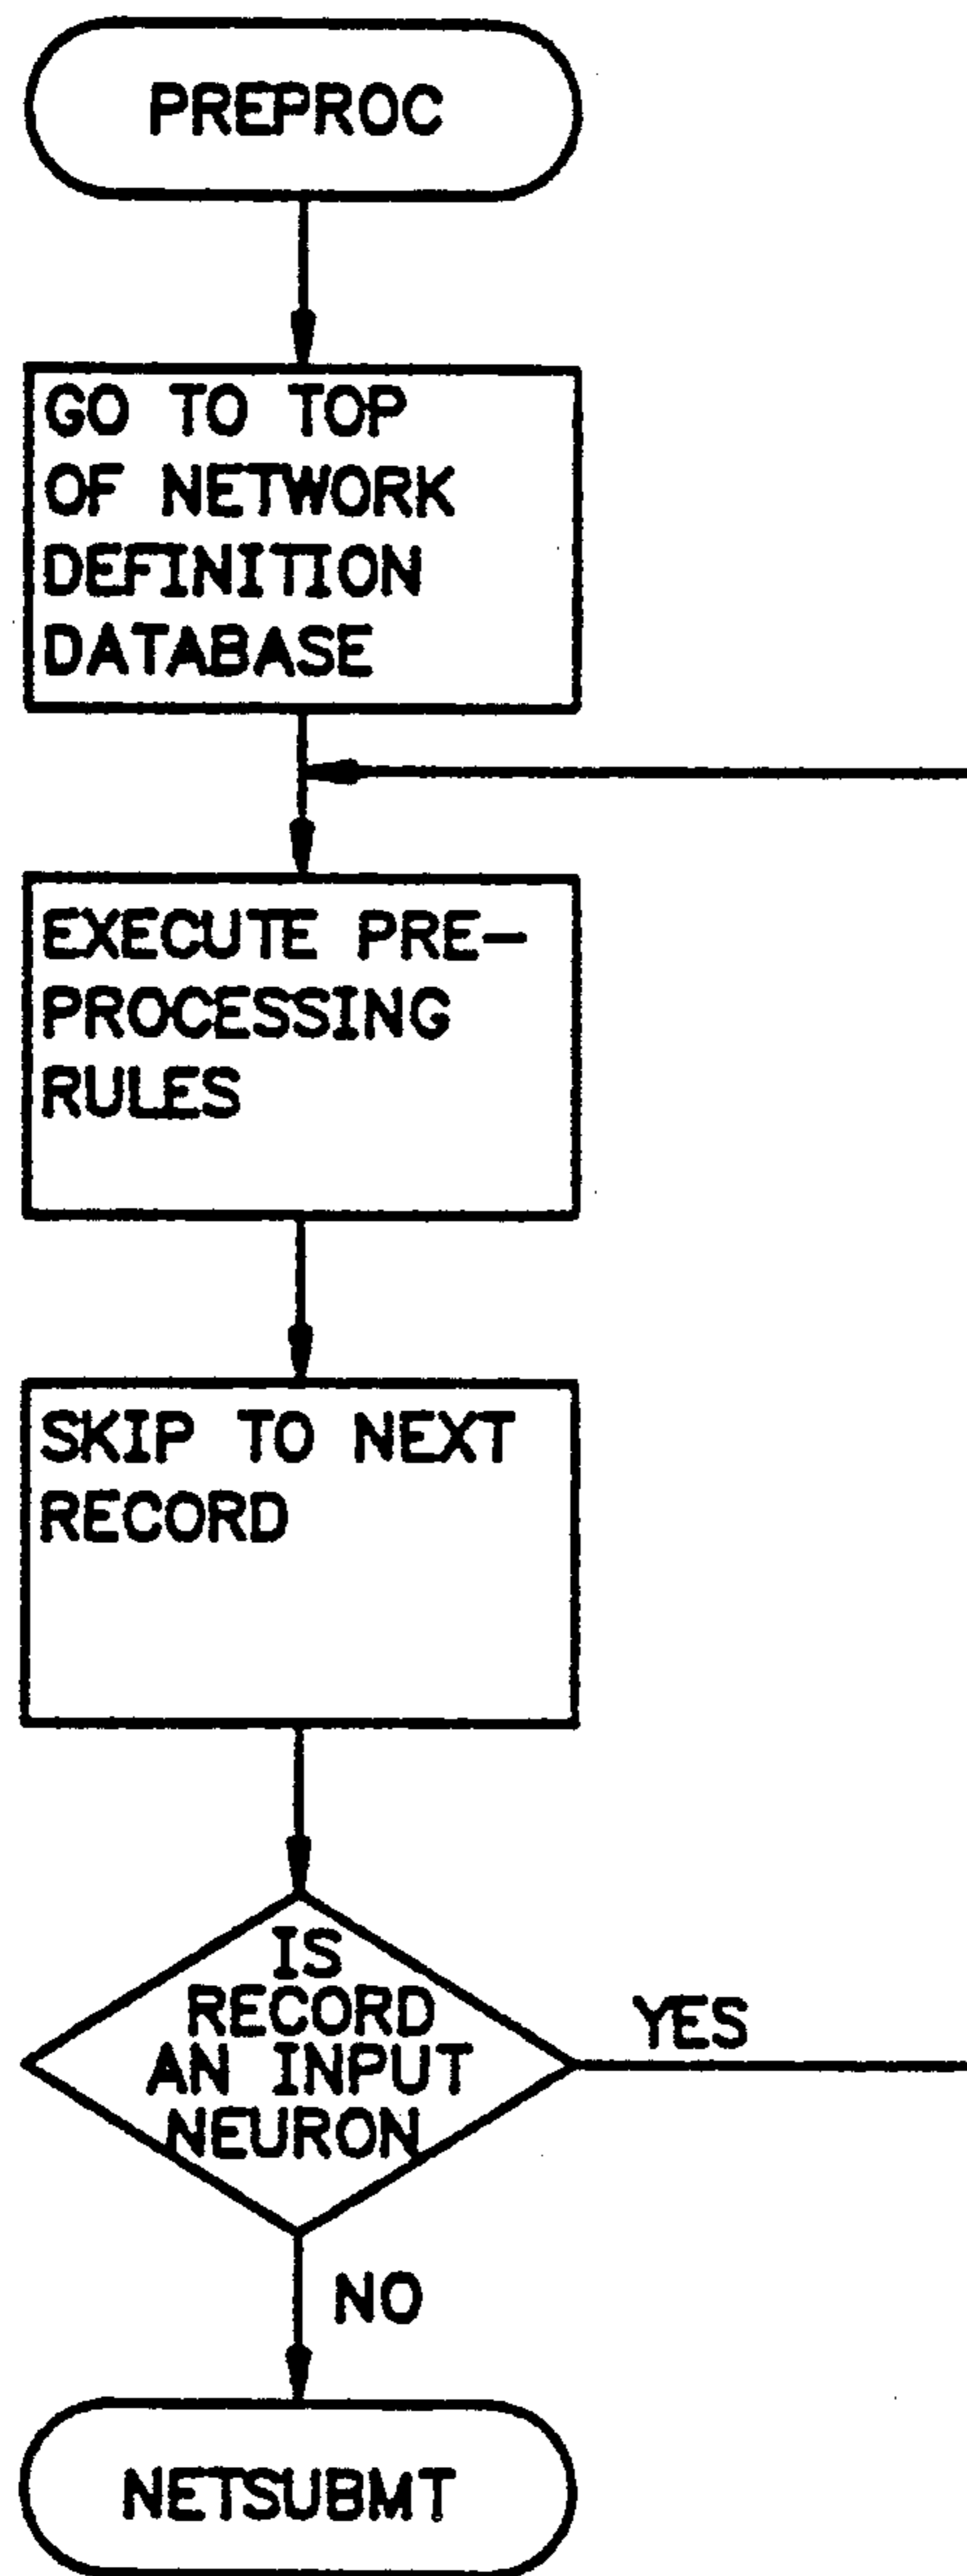 PREPROC
GO TO TOP
OF NETWORK
DEFINITION
DATABASE
EXECUTE PRE-
PROCESSING
RULES
SKIP TO NEXT
RECORD
IS
RECORD
AN INPUT
NEURON
YES
NO
NETSUBMT